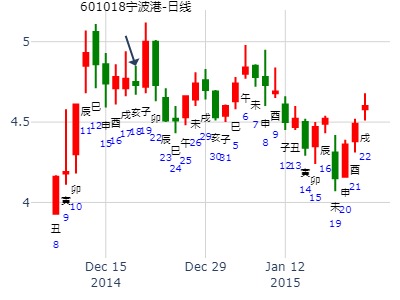 601018宁波港-日线
5
4.5
4
丑
8
寅
9
卯
10
辰
11
巳
12
申
15
酉
16
戌
17
亥
18
子
19
卯
22
辰
23
巳
24
午
25
未
26
戌
29
亥
30
子
31
巳
5
午
6
未
7
申
8
酉
9
子
12
丑
13
寅
14
卯
15
辰
16
未
19
申
20
酉
21
戌
22
Dec 15
2014
Dec 29
Jan 12
2015